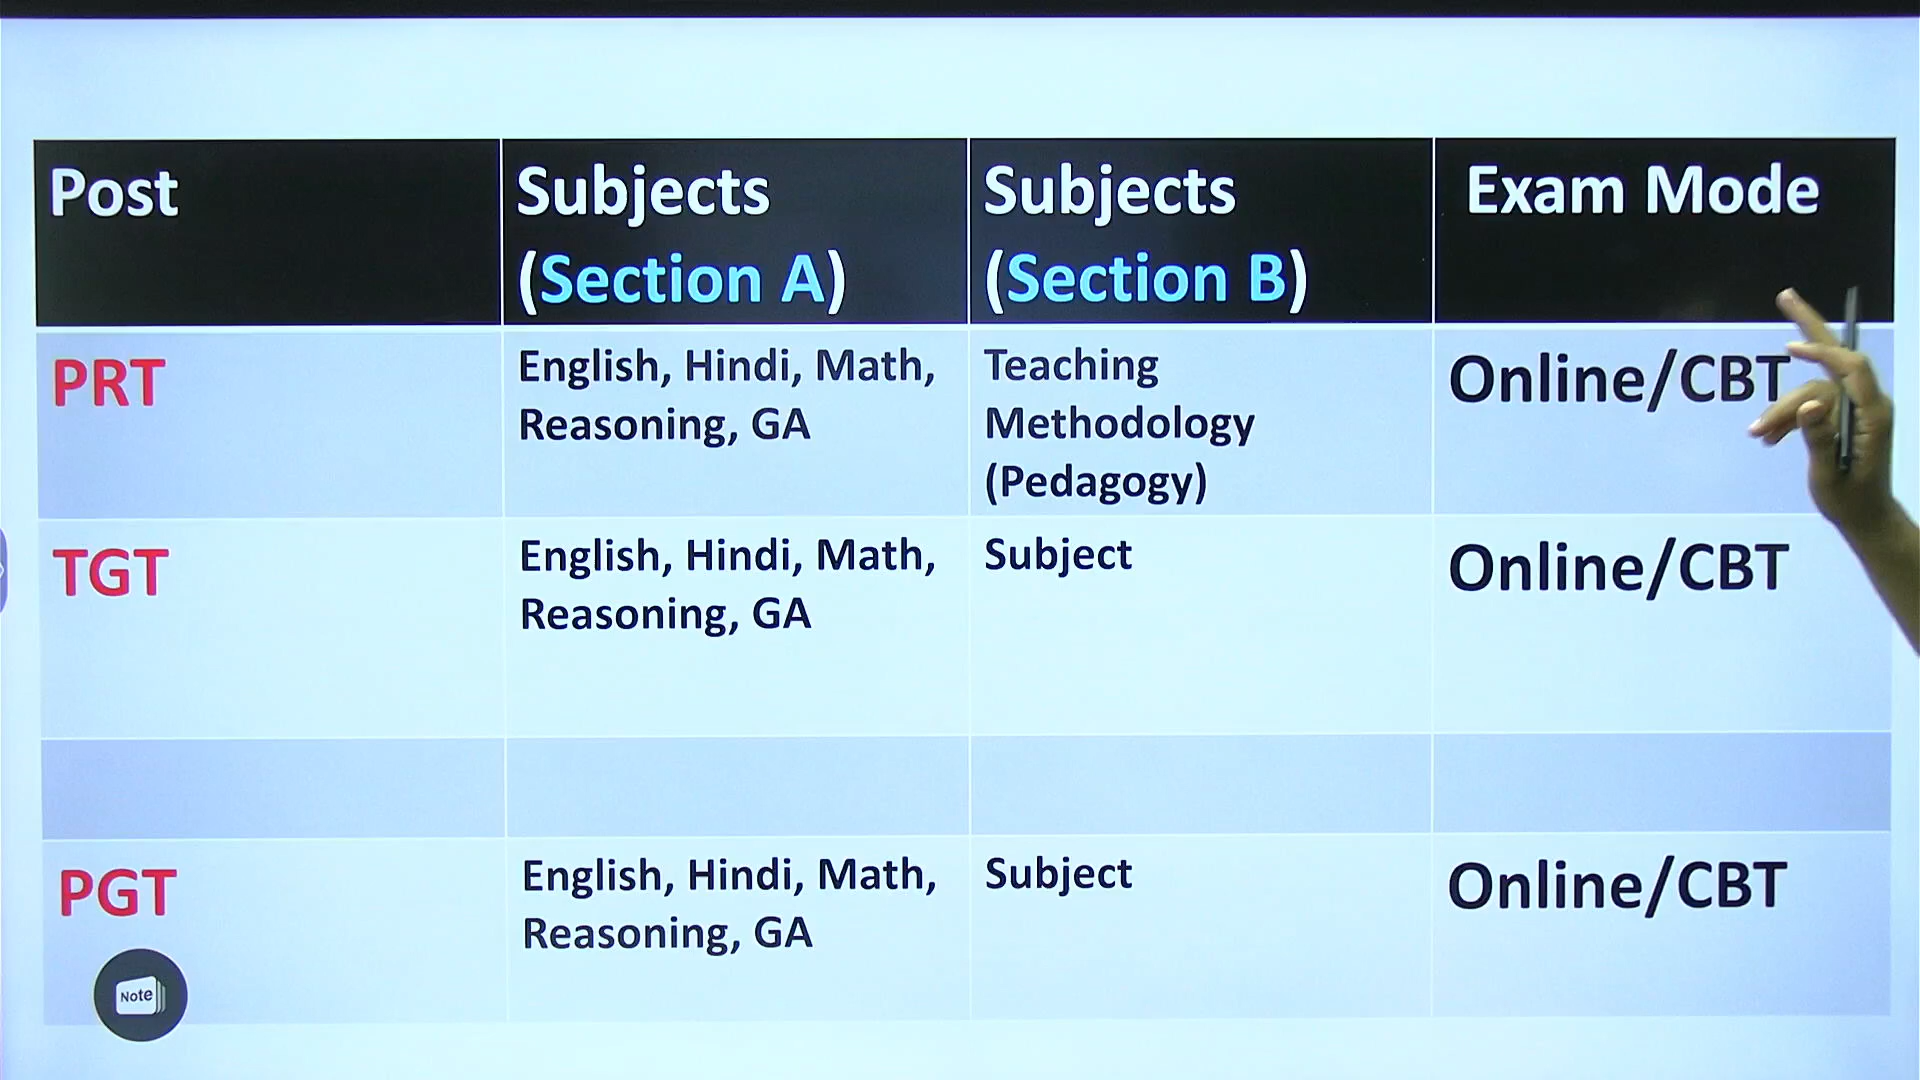 Post
Subjects
(Section A)
Subjects
(Section B)
Exam Mode
PRT
English, Hindi, Math,
Reasoning, GA
Teaching
Methodology
(Pedagogy)
Online/CBT
TGT
English, Hindi, Math,
Reasoning, GA
Subject
Online/CBT
PGT
English, Hindi, Math,
Reasoning, GA
Subject
Online/CBT
Note